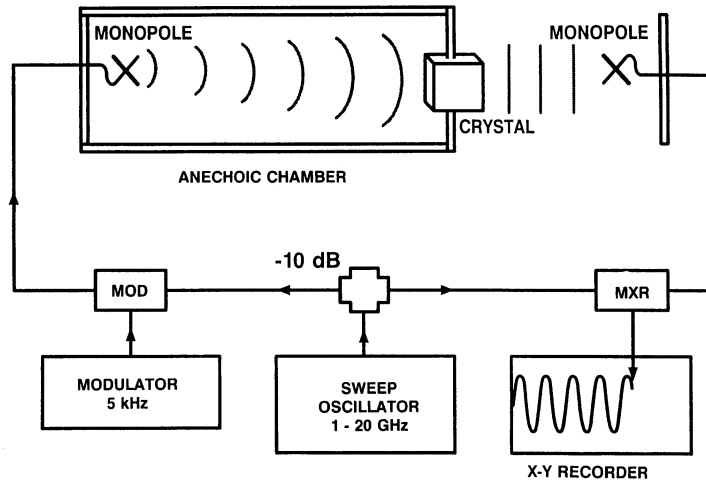 MONOPOLE
MONOPOLE
CRYSTAL
ANECHOIC CHAMBER
-10 dB
MOD
MXR
MODULATOR
5 kHz
SWEEP
OSCILLATOR
1 - 20 GHz
X-Y RECORDER